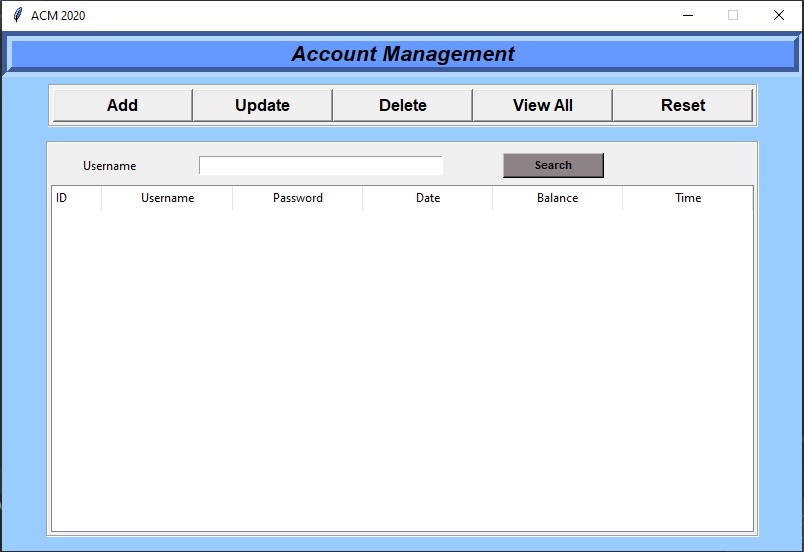 ACM 2020
Account Management
Add Update Delete View All Reset
Username Search
ID Username Password Date Balance Time